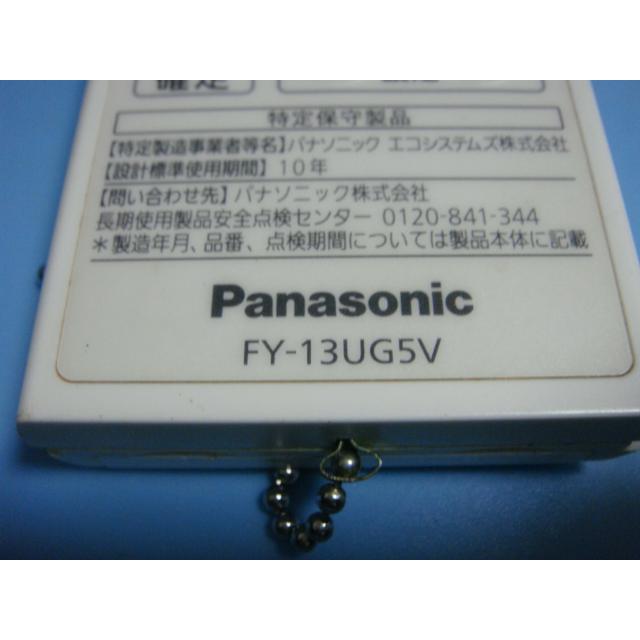 確定
特定保守製品
【特定製造事業者等名】パナソニック エコシステムズ株式会社
【設計標準使用期間】10年
【問い合わせ先】パナソニック株式会社
長期使用製品安全点検センター 0120-841-344
*製造年月、品番、点検期間については製品本体に記載
Panasonic
FY-13UG5V